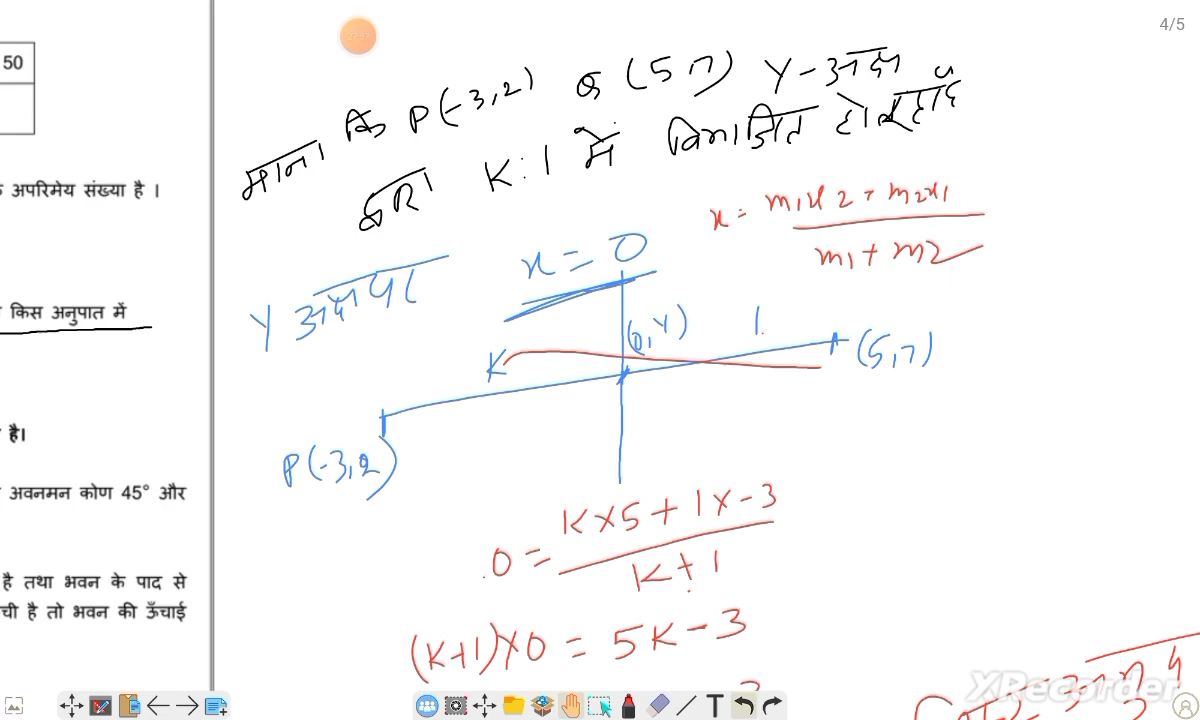 4/5
50
अपरिमेय संख्या है ।
किस अनुपात में
है।
अवनमन कोण 45° और
है तथा भवन के पाद से
ची है तो भवन की ऊँचाई
माना कि P(-3,2) व (5,7) Y-अक्ष
द्वारा K:1 में विभाजित हो रहा है
x = m1x2 + m2x1
m1 + m2
Y अक्ष पर x = 0
(0,Y) 1
K
(5,7)
P(-3,2)
0 = K×5+1×-3
K+1
(K+1)×0 = 5K-3
XRecorder